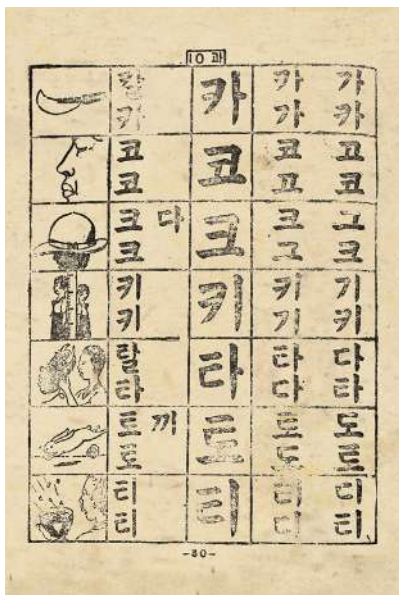 10 과
칼
카
카
카 가
가 카
코
코
코
코 고
고 코
크 다
크
크
크 그
그 크
키
키
키
키 기
기 키
탈
타
타
타 다
다 타
토 끼
토
토
토 도
도 토
티
티
티
티 디
디 티
-30-